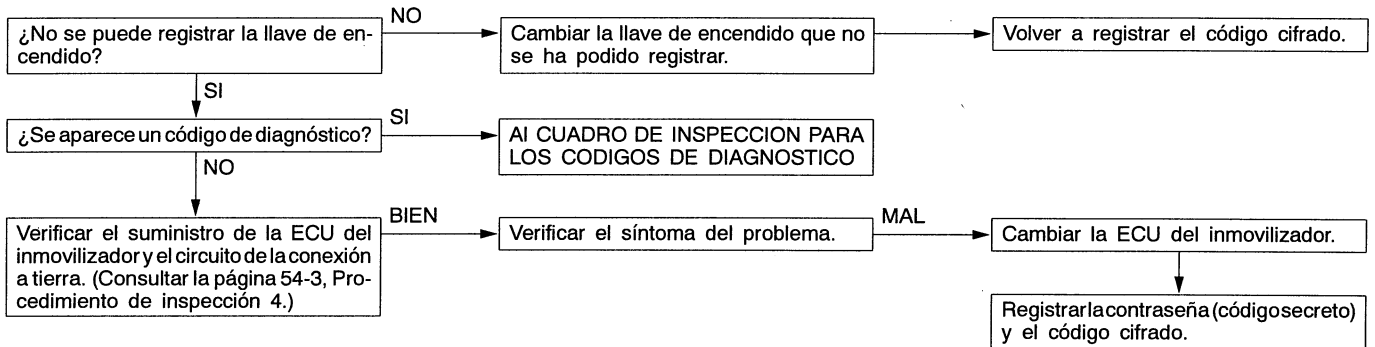 ¿No se puede registrar la llave de en-
cendido?
NO
Cambiar la llave de encendido que no
se ha podido registrar.
Volver a registrar el código cifrado.
SI
¿Se aparece un código de diagnóstico?
SI
Al CUADRO DE INSPECCION PARA
LOS CODIGOS DE DIAGNOSTICO
NO
Verificar el suministro de la ECU del
inmovilizador y el circuito de la conexión
a tierra. (Consultar la página 54-3, Pro-
cedimiento de inspección 4.)
BIEN
Verificar el síntoma del problema.
MAL
Cambiar la ECU del inmovilizador.
Registrar la contraseña (código secreto)
y el código cifrado.